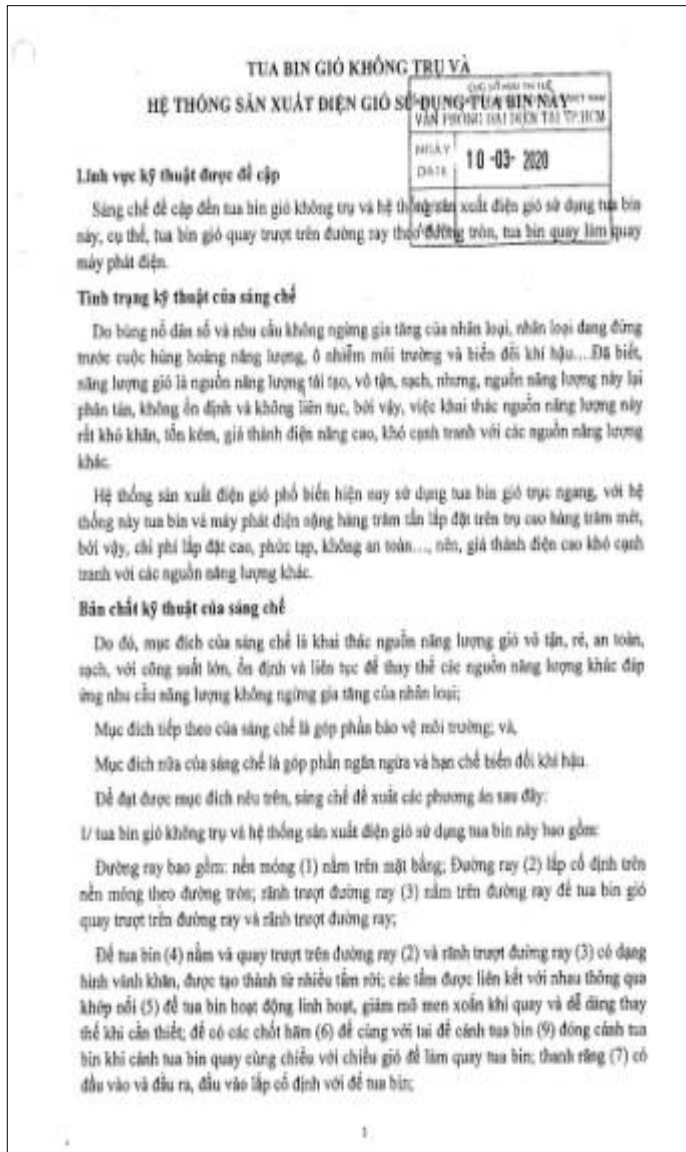 TUA BIN GIÓ KHÔNG TRỤ VÀ
HỆ THỐNG SẢN XUẤT ĐIỆN GIÓ SỬ DỤNG TUA BIN NÀY
CỤC SỞ HỮU TRÍ TUỆ
VĂN PHÒNG ĐẠI DIỆN TẠI TP.HCM
NGÀY
DATE
10-03-2020
Lĩnh vực kỹ thuật được đề cập
Sáng chế đề cập đến tua bin gió không trụ và hệ thống sản xuất điện gió sử dụng tua bin
này, cụ thể, tua bin gió quay trượt trên đường ray theo đường tròn, tua bin quay làm quay
máy phát điện.
Tình trạng kỹ thuật của sáng chế
Do bùng nổ dân số và nhu cầu không ngừng gia tăng của nhân loại, nhân loại đang đứng
trước cuộc hủng hoảng năng lượng, ô nhiễm môi trường và biến đổi khí hậu....Đã biết,
năng lượng gió là nguồn năng lượng tái tạo, vô tận, sạch, nhưng, nguồn năng lượng này lại
phân tán, không ổn định và không liên tục, bởi vậy, việc khai thác nguồn năng lượng này
rất khó khăn, tốn kém, giá thành điện năng cao, khó cạnh tranh với các nguồn năng lượng
khác.
Hệ thống sản xuất điện gió phổ biến hiện nay sử dụng tua bin gió trục ngang, với hệ
thống này tua bin và máy phát điện nặng hàng trăm tấn lắp đặt trên trụ cao hàng trăm mét,
bởi vậy, chi phí lắp đặt cao, phức tạp, không an toàn…, nên, giá thành điện cao khó cạnh
tranh với các nguồn năng lượng khác.
Bản chất kỹ thuật của sáng chế
Do đó, mục đích của sáng chế là khai thác nguồn năng lượng gió vô tận, rẻ, an toàn,
sạch, với công suất lớn, ổn định và liên tục để thay thế các nguồn năng lượng khác đáp
ứng nhu cầu năng lượng không ngừng gia tăng của nhân loại;
Mục đích tiếp theo của sáng chế là góp phần bảo vệ môi trường; và,
Mục đích nữa của sáng chế là góp phần ngăn ngừa và hạn chế biến đổi khí hậu.
Để đạt được mục đích nêu trên, sáng chế đề xuất các phương án sau đây:
1/ tua bin gió không trụ và hệ thống sản xuất điện gió sử dụng tua bin này bao gồm:
Đường ray bao gồm: nền móng (1) nằm trên mặt bằng; Đường ray (2) lắp cố định trên
nền móng theo đường tròn; rãnh trượt đường ray (3) nằm trên đường ray để tua bin gió
quay trượt trên đường ray và rãnh trượt đường ray;
Đế tua bin (4) nằm và quay trượt trên đường ray (2) và rãnh trượt đường ray (3) có dạng
hình vành khăn, được tạo thành từ nhiều tấm rời; các tấm được liên kết với nhau thông qua
khớp nối (5) để tua bin hoạt động linh hoạt, giảm mô men xoắn khi quay và dễ dàng thay
thế khi cần thiết; đế có các chốt hãm (6) để cùng với tai đế cánh tua bin (9) đóng cánh tua
bin khi cánh tua bin quay cùng chiều với chiều gió để làm quay tua bin; thanh răng (7) có
đầu vào và đầu ra, đầu vào lắp cố định với đế tua bin;
1